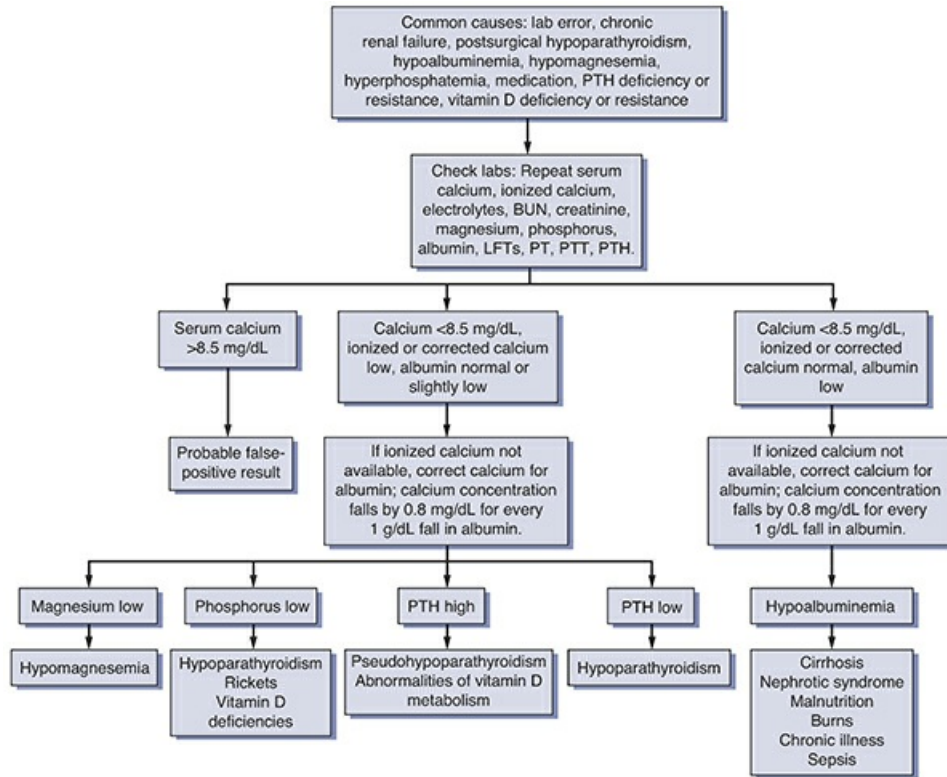 Common causes: lab error, chronic
renal failure, postsurgical hypoparathyroidism,
hypoalbuminemia, hypomagnesemia,
hyperphosphatemia, medication, PTH deficiency or
resistance, vitamin D deficiency or resistance
Check labs: Repeat serum
calcium, ionized calcium,
electrolytes, BUN, creatinine,
magnesium, phosphorus,
albumin, LFTs, PT, PTT, PTH.
Serum calcium
>8.5 mg/dL
Calcium <8.5 mg/dL,
ionized or corrected calcium
low, albumin normal or
slightly low
Calcium <8.5 mg/dL,
ionized or corrected
calcium normal, albumin
low
Probable false-
positive result
If ionized calcium not
available, correct calcium for
albumin; calcium concentration
falls by 0.8 mg/dL for every
1 g/dL fall in albumin.
If ionized calcium not
available, correct calcium for
albumin; calcium concentration
falls by 0.8 mg/dL for every
1 g/dL fall in albumin.
Magnesium low
Phosphorus low
PTH high
PTH low
Hypoalbuminemia
Hypomagnesemia
Hypoparathyroidism
Rickets
Vitamin D
deficiencies
Pseudohypoparathyroidism
Abnormalities of vitamin D
metabolism
Hypoparathyroidism
Cirrhosis
Nephrotic syndrome
Malnutrition
Burns
Chronic illness
Sepsis